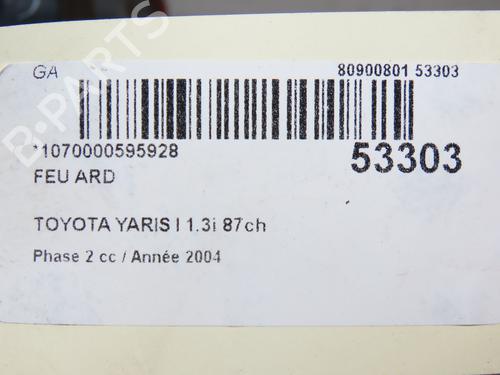 GA 80900801 53303
*1070000595928 53303
FEU ARD
TOYOTA YARIS I 1.3i 87ch
Phase 2 cc / Année 2004
B-PARTS